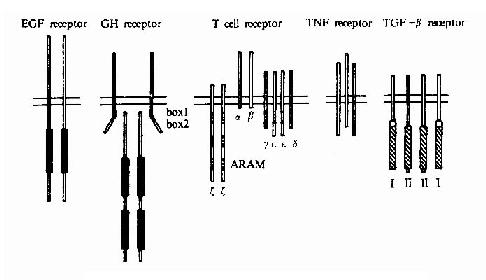 EGF receptor GH receptor T cell receptor TNF receptor TGF-β receptor
box1
box2
α β
γ ε ε δ
ARAM
ζ ζ
I II II I